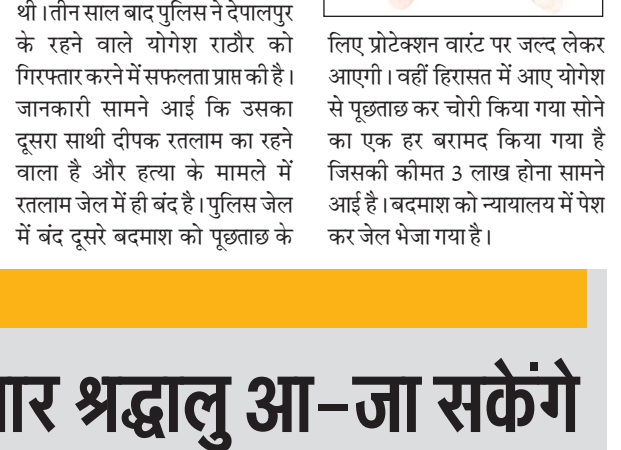 थी। तीन साल बाद पुलिस ने देपालपुर
के रहने वाले योगेश राठौर को
गिरफ्तार करने में सफलता प्राप्त की है।
जानकारी सामने आई कि उसका
दूसरा साथी दीपक रतलाम का रहने
वाला है और हत्या के मामले में
रतलाम जेल में ही बंद है। पुलिस जेल
में बंद दूसरे बदमाश को पूछताछ के
लिए प्रोटेक्शन वारंट पर जल्द लेकर
आएगी। वहीं हिरासत में आए योगेश
से पूछताछ कर चोरी किया गया सोने
का एक हर बरामद किया गया है
जिसकी कीमत 3 लाख होना सामने
आई है। बदमाश को न्यायालय में पेश
कर जेल भेजा गया है।
श्रद्धालु आ-जा सकेंगे